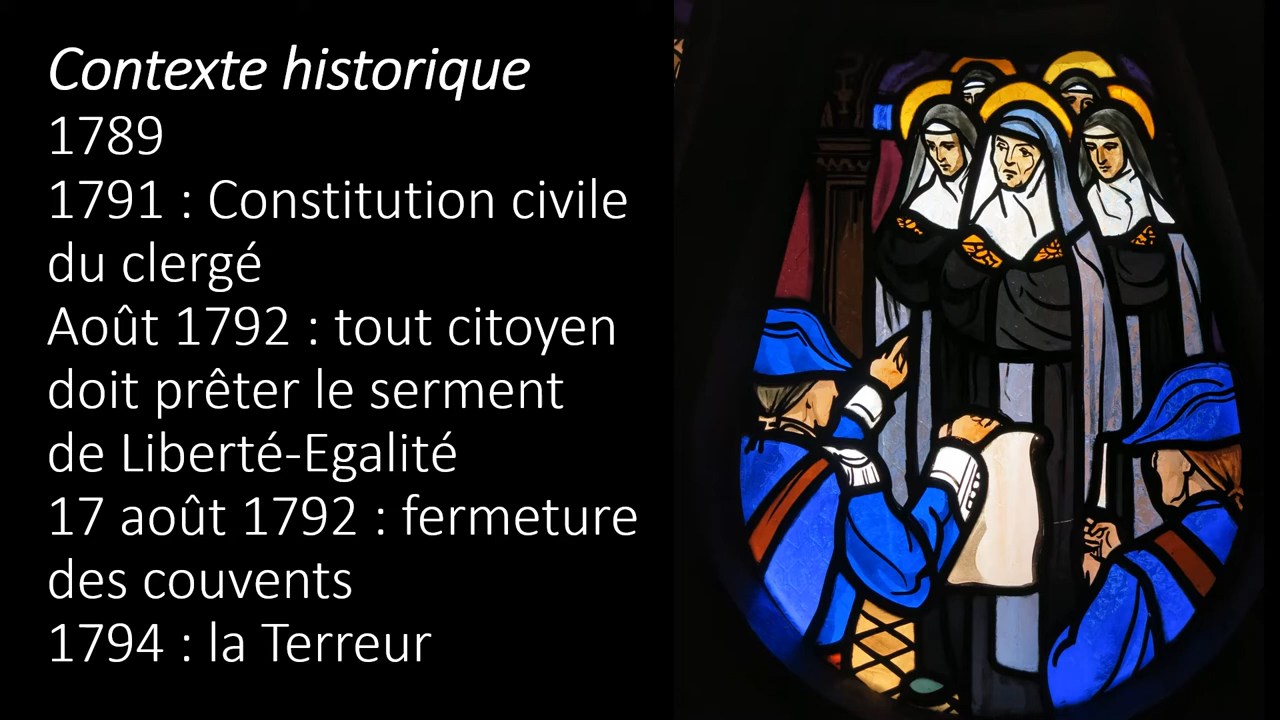 Contexte historique
1789
1791 : Constitution civile
du clergé
Août 1792 : tout citoyen
doit prêter le serment
de Liberté-Egalité
17 août 1792 : fermeture
des couvents
1794 : la Terreur